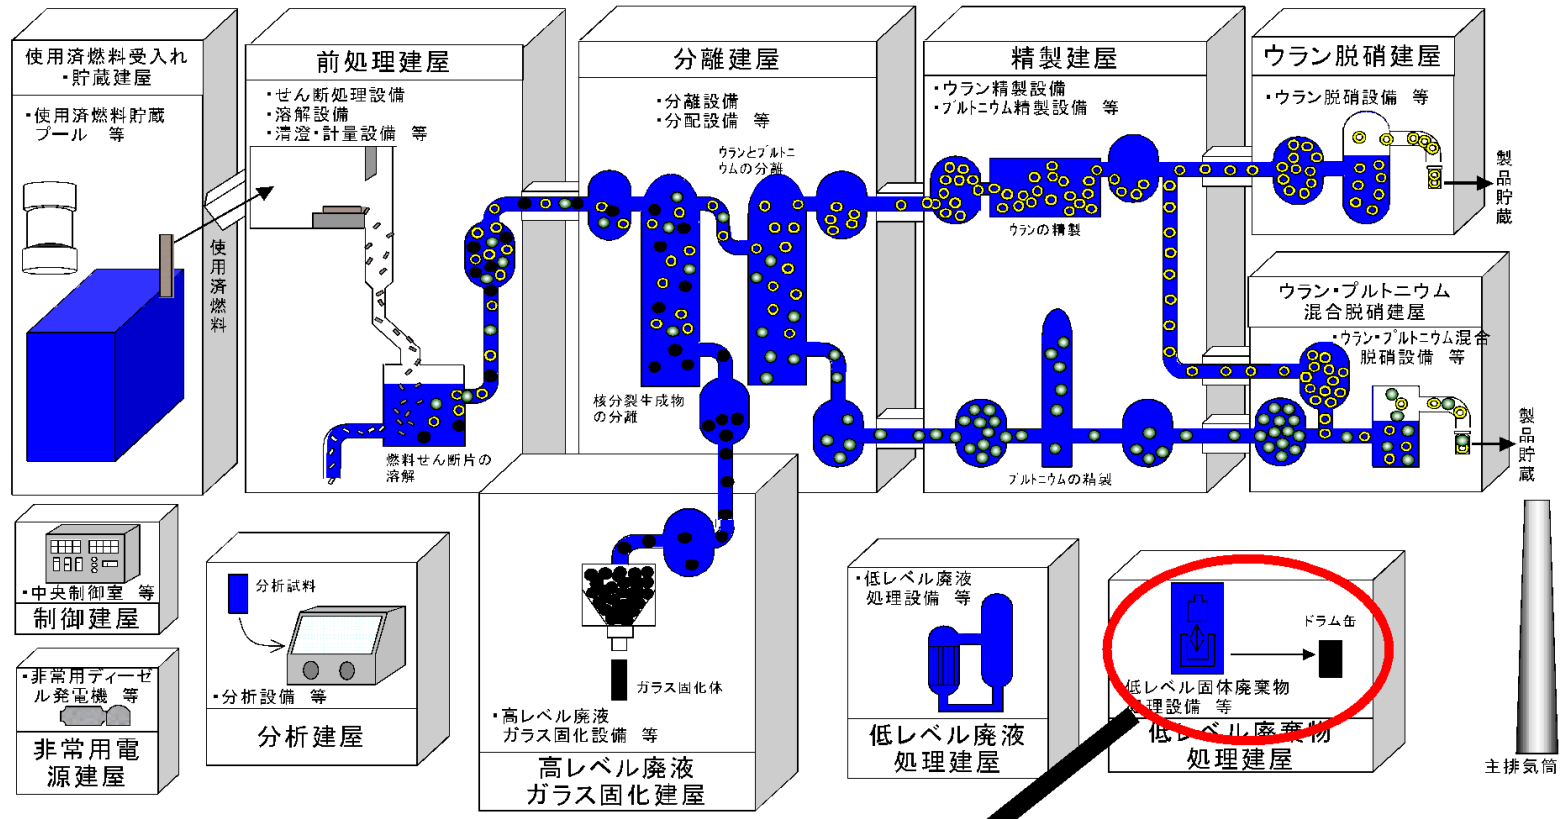 使用済燃料受入れ
・貯蔵建屋
・使用済燃料貯蔵
プール 等
使用済燃料
前処理建屋
・せん断処理設備
・溶解設備
・清澄・計量設備 等
燃料せん断片の
溶解
分離建屋
・分離設備
・分配設備 等
ウランとプルトニ
ウムの分離
核分裂生成物
の分離
精製建屋
・ウラン精製設備
・プルトニウム精製設備 等
ウランの精製
プルトニウムの精製
ウラン脱硝建屋
・ウラン脱硝設備 等
製品貯蔵
ウラン・プルトニウム
混合脱硝建屋
・ウラン・プルトニウム混合
脱硝設備 等
製品貯蔵
・中央制御室 等
制御建屋
・非常用ディーゼ
ル発電機 等
非常用電
源建屋
分析試料
・分析設備 等
分析建屋
ガラス固化体
・高レベル廃液
ガラス固化設備 等
高レベル廃液
ガラス固化建屋
・低レベル廃液
処理設備 等
低レベル廃液
処理建屋
ドラム缶
低レベル固体廃棄物
処理設備 等
低レベル廃棄物
処理建屋
主排気筒